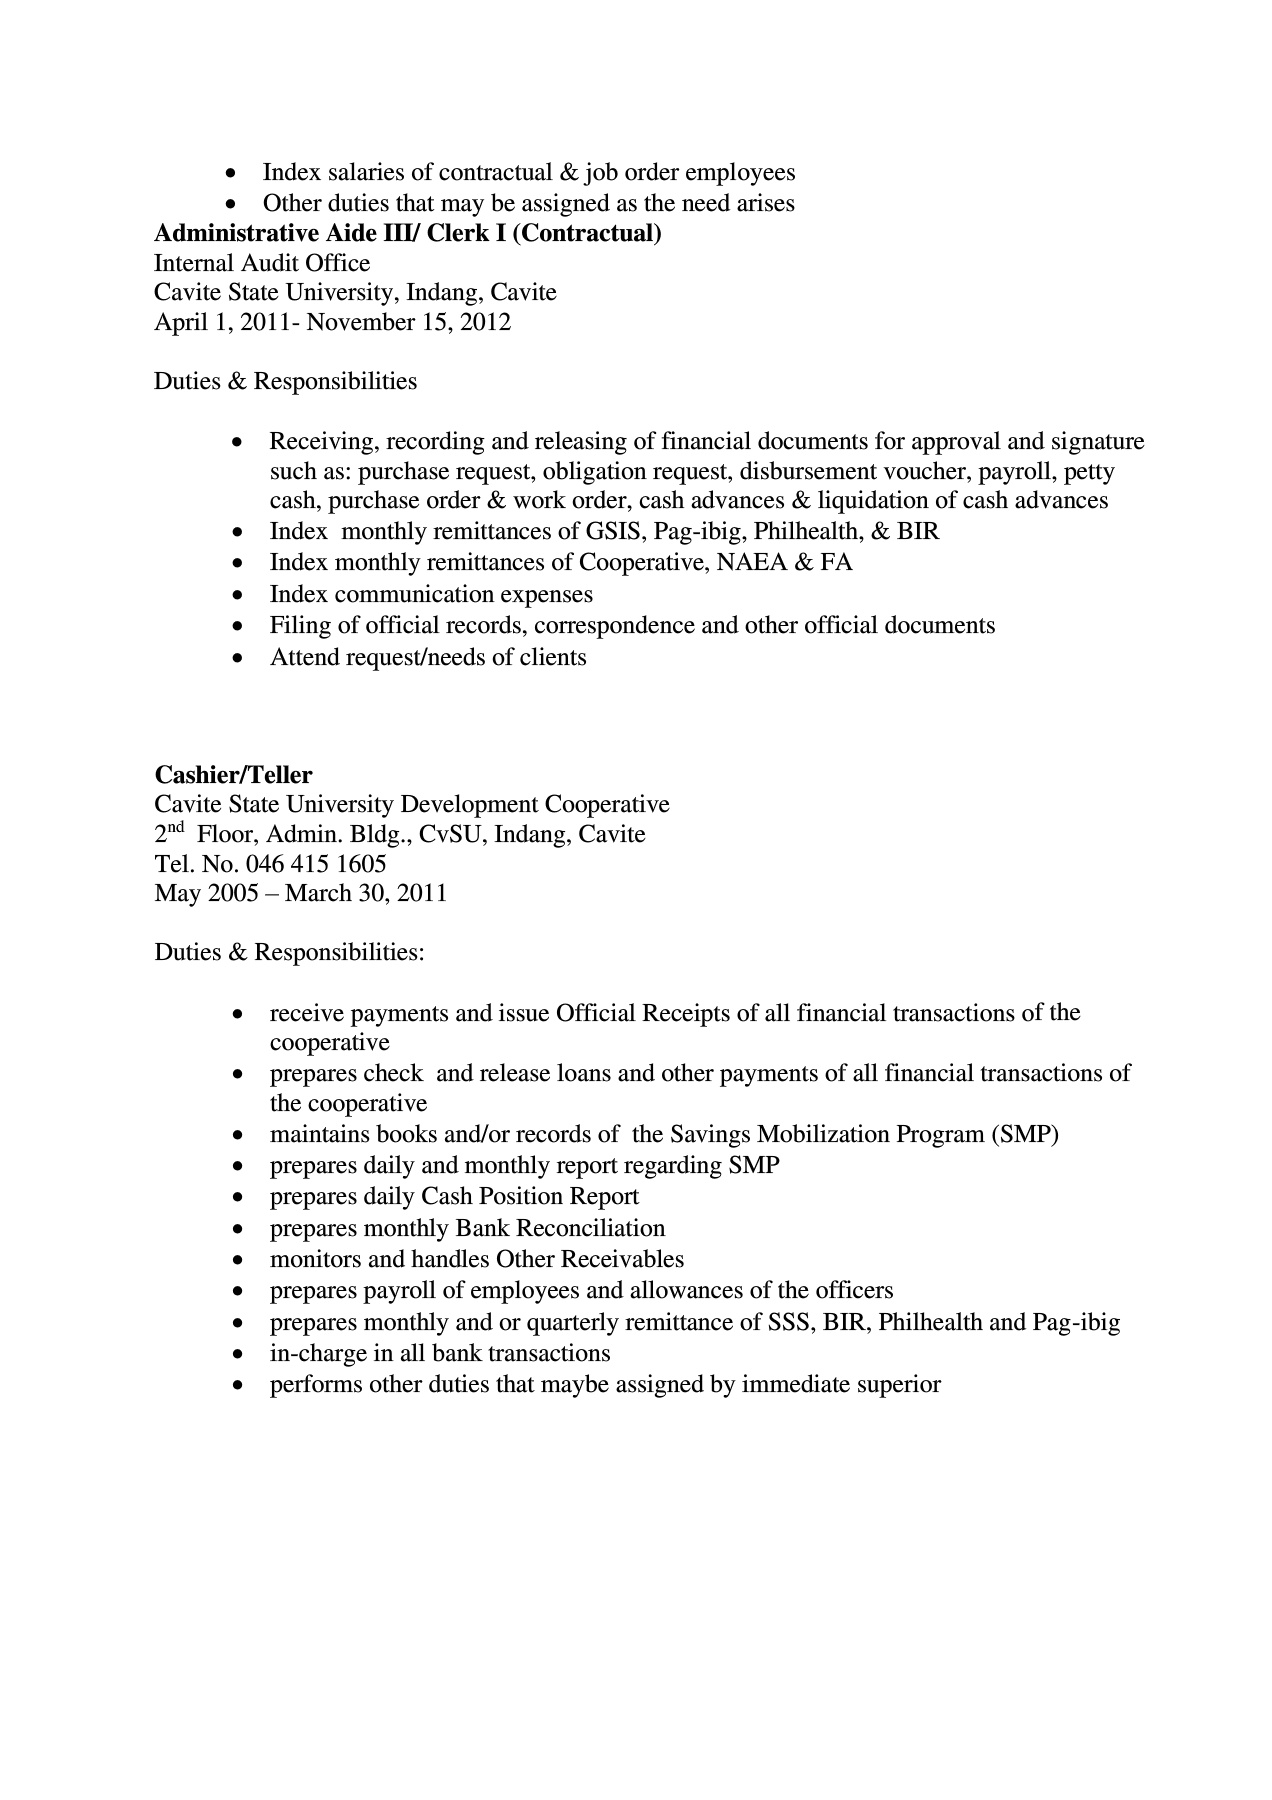 • Index salaries of contractual & job order employees
• Other duties that may be assigned as the need arises
Administrative Aide III/ Clerk I (Contractual)
Internal Audit Office
Cavite State University, Indang, Cavite
April 1, 2011- November 15, 2012
Duties & Responsibilities
• Receiving, recording and releasing of financial documents for approval and signature
such as: purchase request, obligation request, disbursement voucher, payroll, petty
cash, purchase order & work order, cash advances & liquidation of cash advances
• Index  monthly remittances of GSIS, Pag-ibig, Philhealth, & BIR
• Index monthly remittances of Cooperative, NAEA & FA
• Index communication expenses
• Filing of official records, correspondence and other official documents
• Attend request/needs of clients
Cashier/Teller
Cavite State University Development Cooperative
2nd  Floor, Admin. Bldg., CvSU, Indang, Cavite
Tel. No. 046 415 1605
May 2005 – March 30, 2011
Duties & Responsibilities:
• receive payments and issue Official Receipts of all financial transactions of the
cooperative
• prepares check  and release loans and other payments of all financial transactions of
the cooperative
• maintains books and/or records of  the Savings Mobilization Program (SMP)
• prepares daily and monthly report regarding SMP
• prepares daily Cash Position Report
• prepares monthly Bank Reconciliation
• monitors and handles Other Receivables
• prepares payroll of employees and allowances of the officers
• prepares monthly and or quarterly remittance of SSS, BIR, Philhealth and Pag-ibig
• in-charge in all bank transactions
• performs other duties that maybe assigned by immediate superior